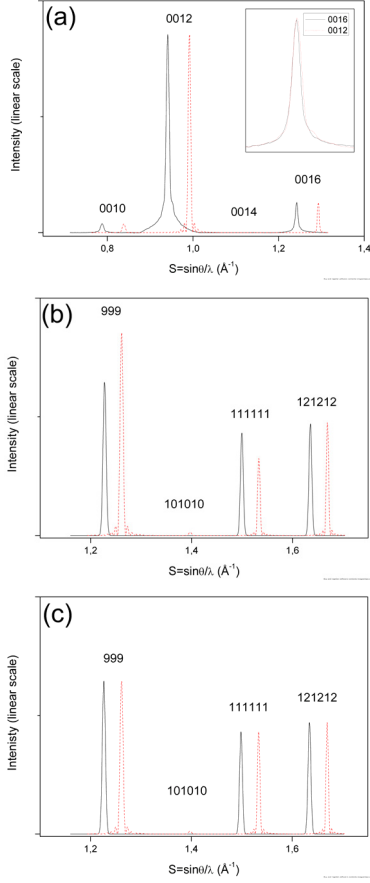 (a)
0012
0016
0012
0010
0014
0016
Intensity (linear scale)
0,8
1,0
1,2
1,4
S=sinθ/λ (Å-1)
(b)
999
111111
121212
101010
Intensity (linear scale)
1,2
1,4
1,6
S=sinθ/λ (Å-1)
(c)
999
111111
121212
101010
Intenisty (linear scale)
1,2
1,4
1,6
S=sinθ/λ (Å-1)